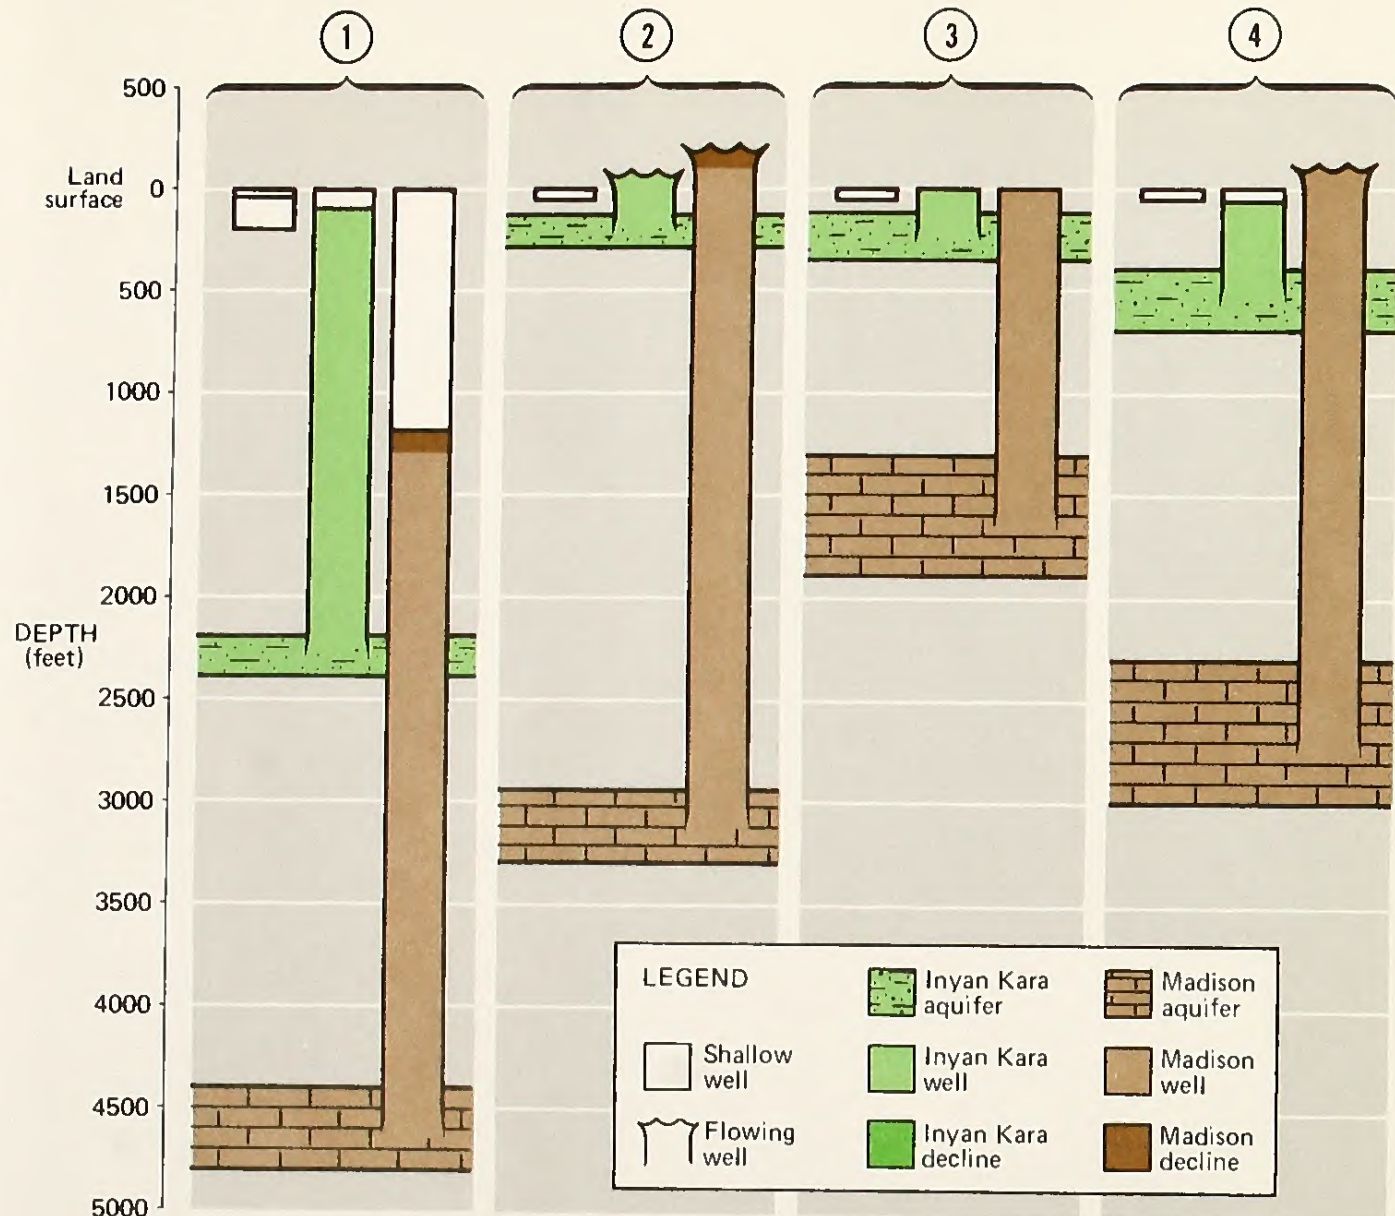 1
2
3
4
500
Land
surface
0
500
1000
1500
2000
DEPTH
(feet)
2500
3000
3500
4000
4500
5000
LEGEND
Shallow
well
Flowing
well
Inyan Kara
aquifer
Inyan Kara
well
Inyan Kara
decline
Madison
aquifer
Madison
well
Madison
decline